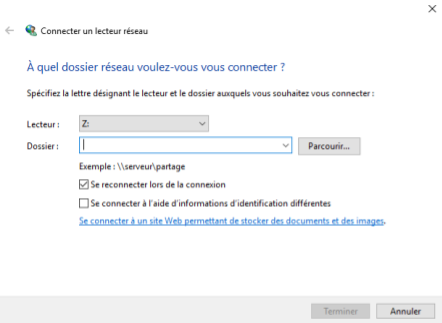 Connecter un lecteur réseau
À quel dossier réseau voulez-vous vous connecter ?
Spécifiez la lettre désignant le lecteur et le dossier auxquels vous souhaitez vous connecter :
Lecteur : Z:
Dossier : Parcourir...
Exemple : \\serveur\partage
Se reconnecter lors de la connexion
Se connecter à l'aide d'informations d'identification différentes
Se connecter à un site Web permettant de stocker des documents et des images.
Terminer Annuler